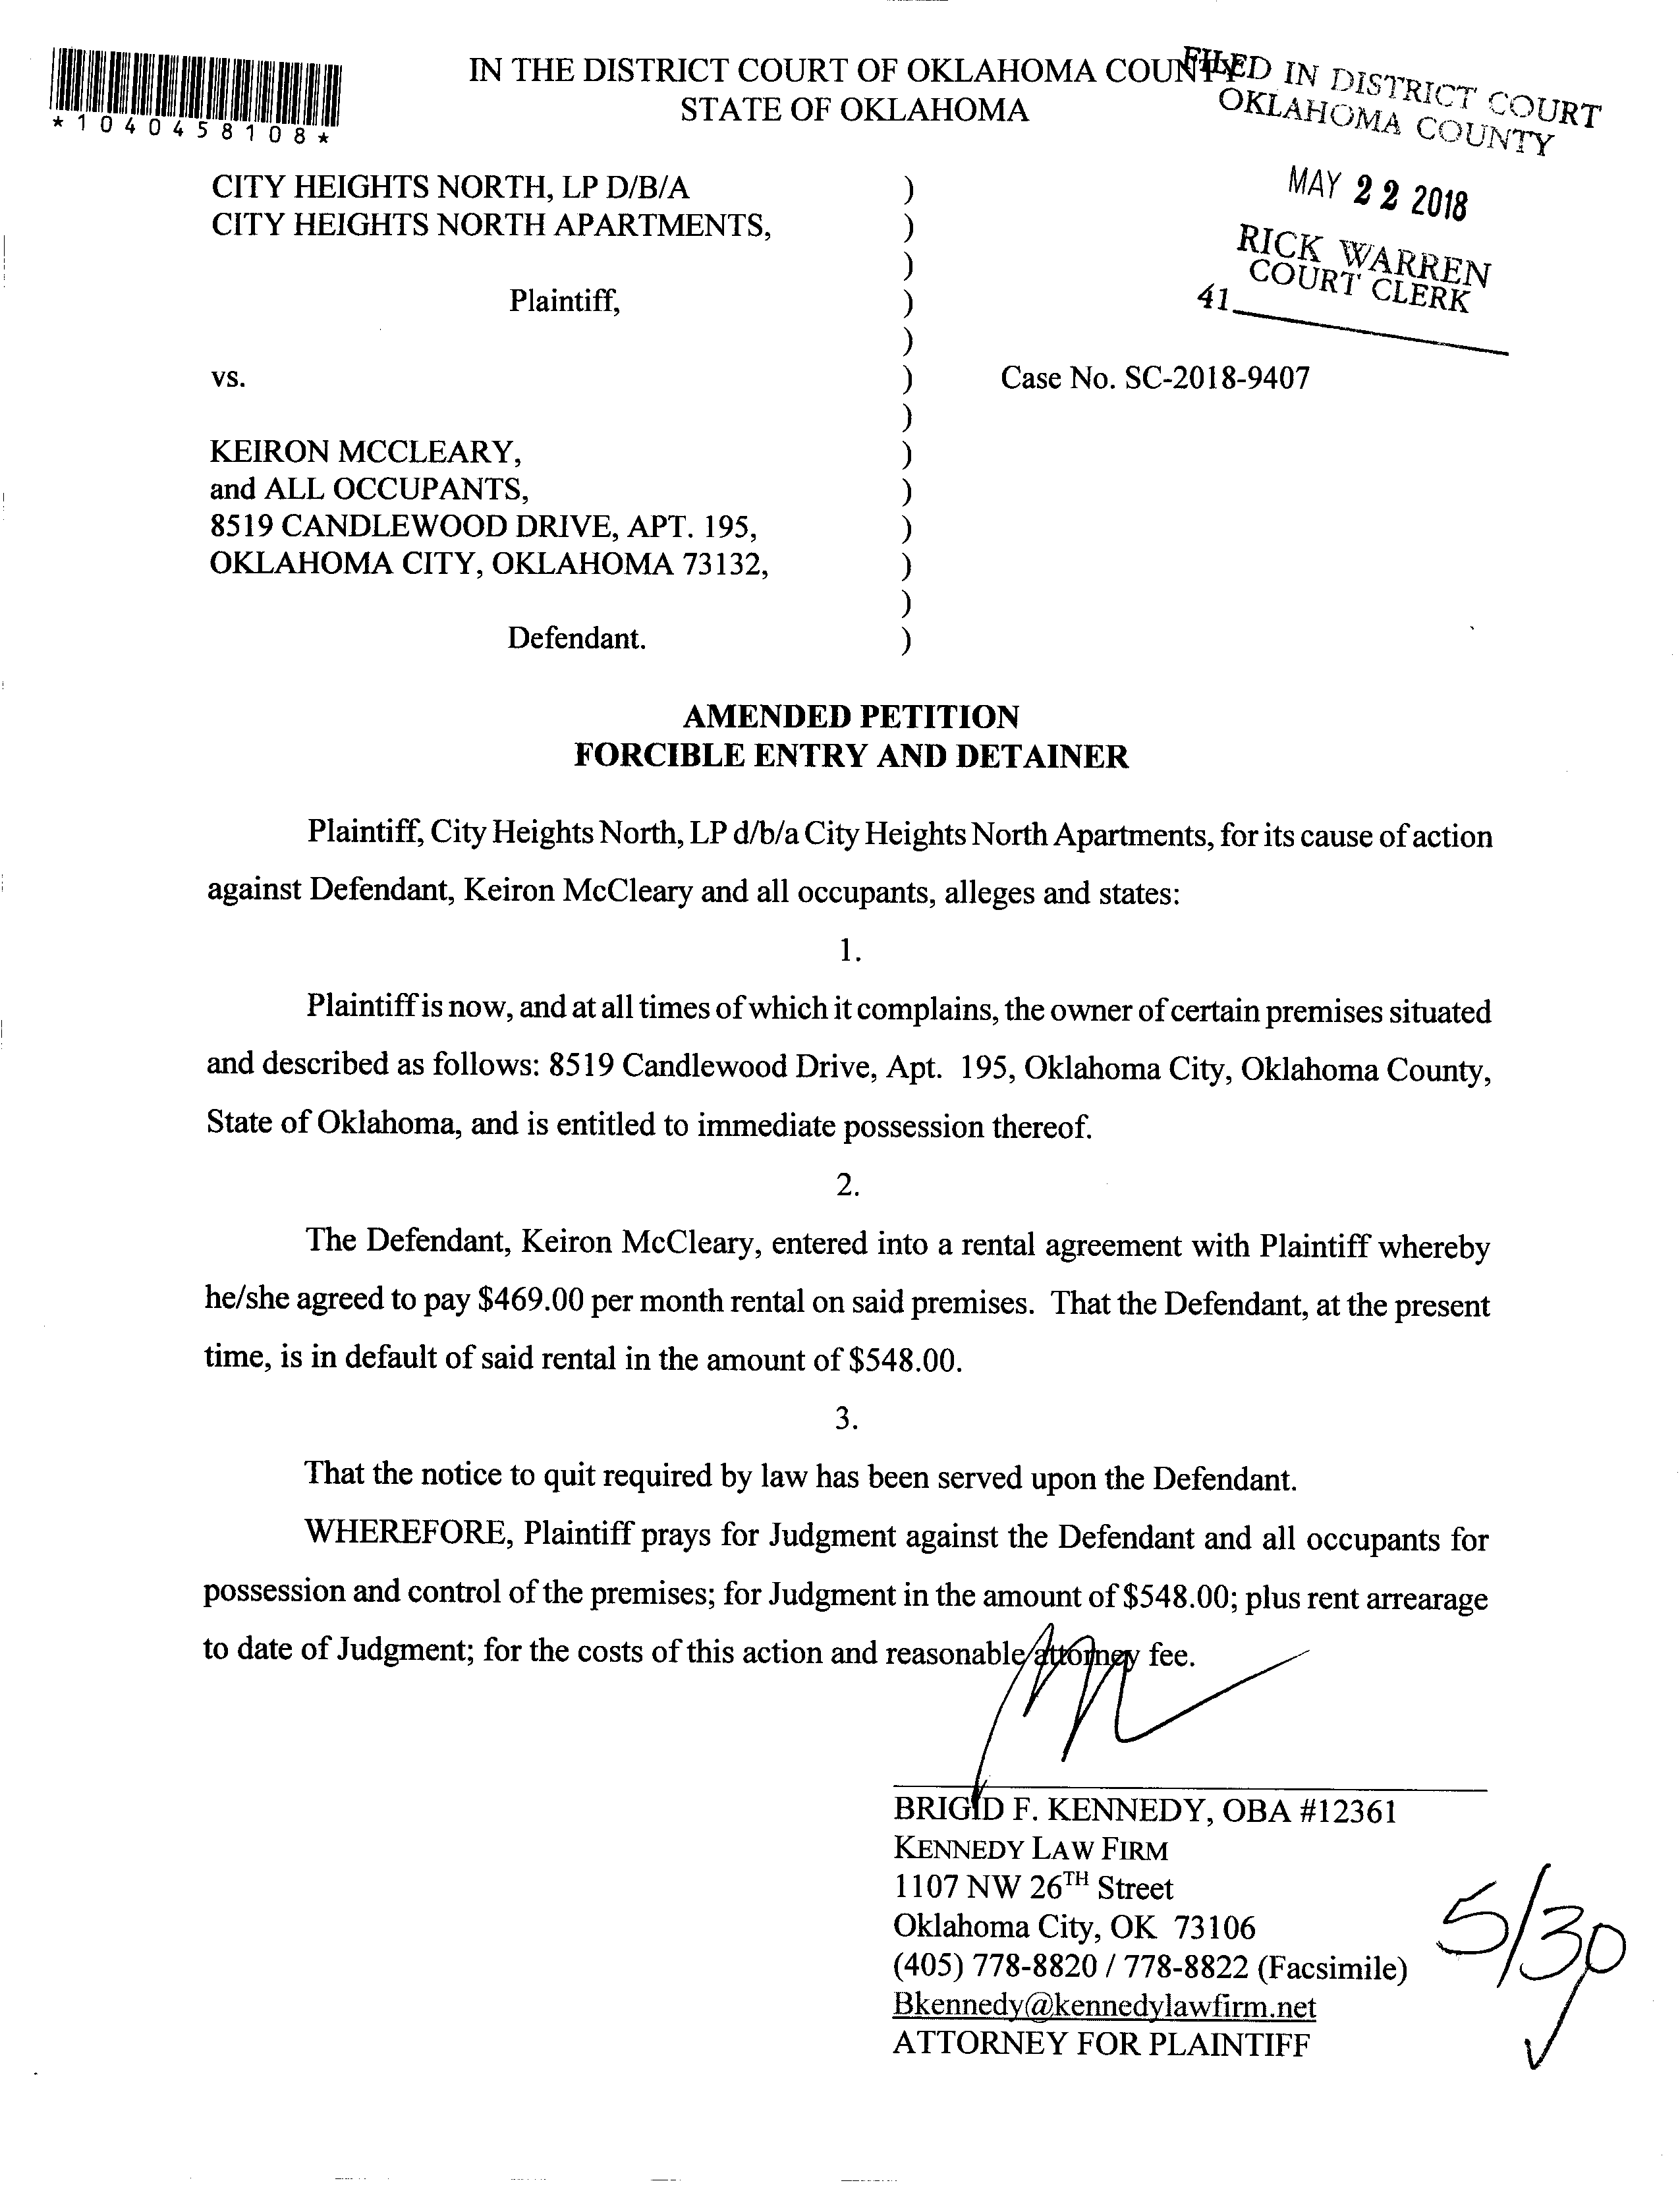 *1040458108*
IN THE DISTRICT COURT OF OKLAHOMA COUNTY
STATE OF OKLAHOMA
FILED IN DISTRICT COURT
OKLAHOMA COUNTY
MAY 22 2018
RICK WARREN
COURT CLERK
41
CITY HEIGHTS NORTH, LP D/B/A )
CITY HEIGHTS NORTH APARTMENTS, )
)
Plaintiff, )
)
vs. ) Case No. SC-2018-9407
)
KEIRON MCCLEARY, )
and ALL OCCUPANTS, )
8519 CANDLEWOOD DRIVE, APT. 195, )
OKLAHOMA CITY, OKLAHOMA 73132, )
)
Defendant. )
AMENDED PETITION
FORCIBLE ENTRY AND DETAINER
Plaintiff, City Heights North, LP d/b/a City Heights North Apartments, for its cause of action
against Defendant, Keiron McCleary and all occupants, alleges and states:
1.
Plaintiff is now, and at all times of which it complains, the owner of certain premises situated
and described as follows: 8519 Candlewood Drive, Apt. 195, Oklahoma City, Oklahoma County,
State of Oklahoma, and is entitled to immediate possession thereof.
2.
The Defendant, Keiron McCleary, entered into a rental agreement with Plaintiff whereby
he/she agreed to pay $469.00 per month rental on said premises. That the Defendant, at the present
time, is in default of said rental in the amount of $548.00.
3.
That the notice to quit required by law has been served upon the Defendant.
WHEREFORE, Plaintiff prays for Judgment against the Defendant and all occupants for
possession and control of the premises; for Judgment in the amount of $548.00; plus rent arrearage
to date of Judgment; for the costs of this action and reasonable attorney fee.
BRIGID F. KENNEDY, OBA #12361
KENNEDY LAW FIRM
1107 NW 26TH Street
Oklahoma City, OK 73106
(405) 778-8820 / 778-8822 (Facsimile)
Bkennedy@kennedylawfirm.net
ATTORNEY FOR PLAINTIFF
5/30